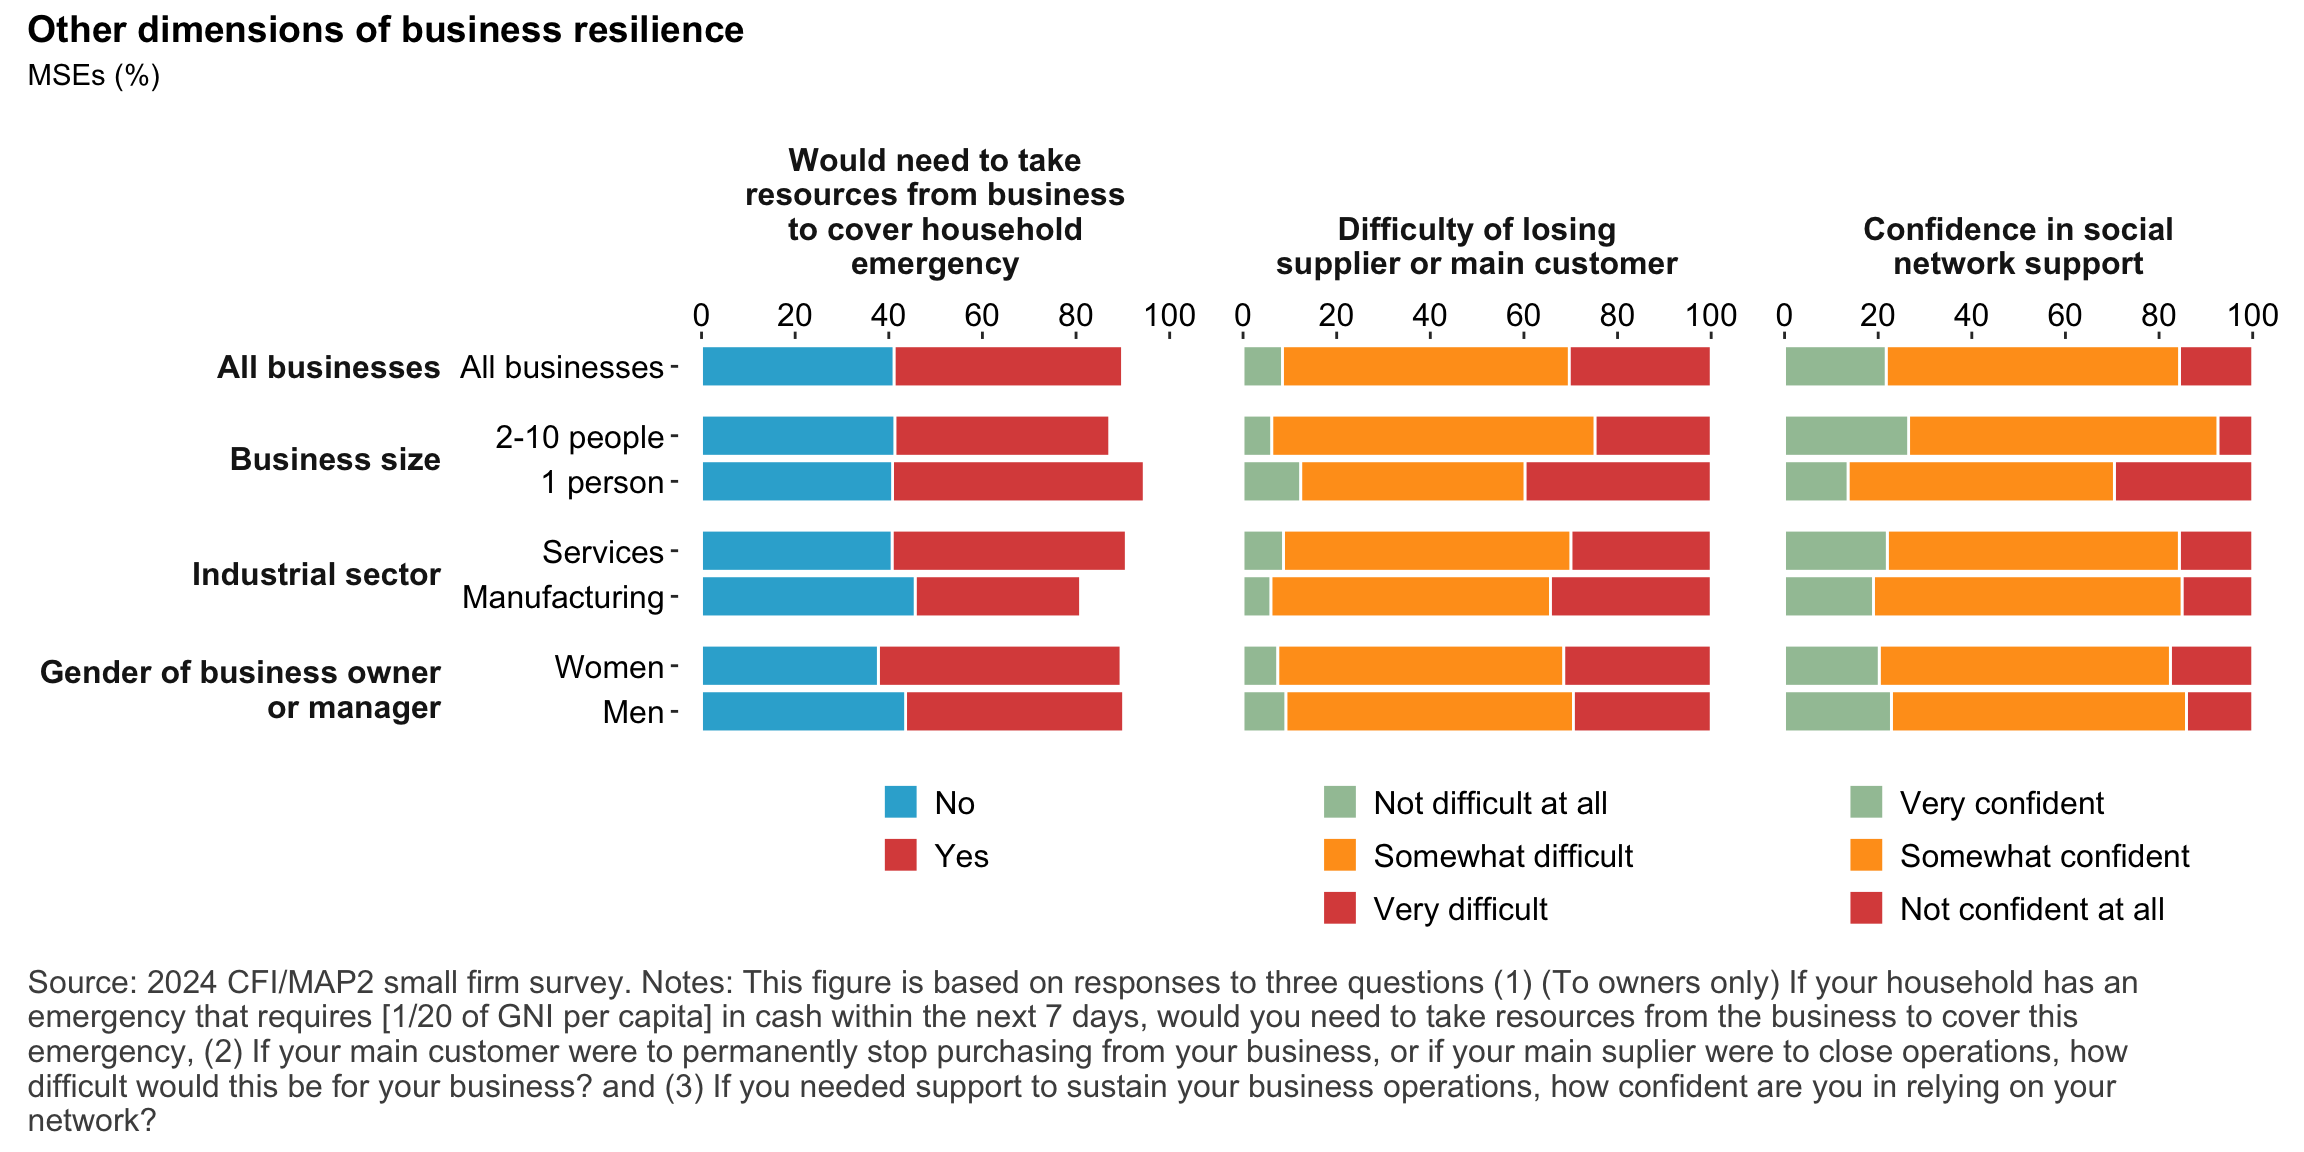 Other dimensions of business resilience
MSEs (%)
Would need to take
resources from business
to cover household
emergency
Difficulty of losing
supplier or main customer
Confidence in social
network support
0 20 40 60 80 100 0 20 40 60 80 100 0 20 40 60 80 100
All businesses All businesses
Business size
2-10 people
1 person
Industrial sector
Services
Manufacturing
Gender of business owner
or manager
Women
Men
No
Yes
Not difficult at all
Somewhat difficult
Very difficult
Very confident
Somewhat confident
Not confident at all
Source: 2024 CFI/MAP2 small firm survey. Notes: This figure is based on responses to three questions (1) (To owners only) If your household has an
emergency that requires [1/20 of GNI per capita] in cash within the next 7 days, would you need to take resources from the business to cover this
emergency, (2) If your main customer were to permanently stop purchasing from your business, or if your main suplier were to close operations, how
difficult would this be for your business? and (3) If you needed support to sustain your business operations, how confident are you in relying on your
network?